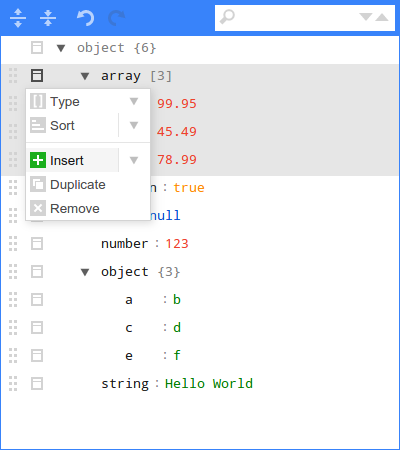 object {6}
array [3]
Type 99.95
Sort 45.49
Insert 78.99
n : true
Duplicate
null
Remove
number : 123
object {3}
a : b
c : d
e : f
string : Hello World